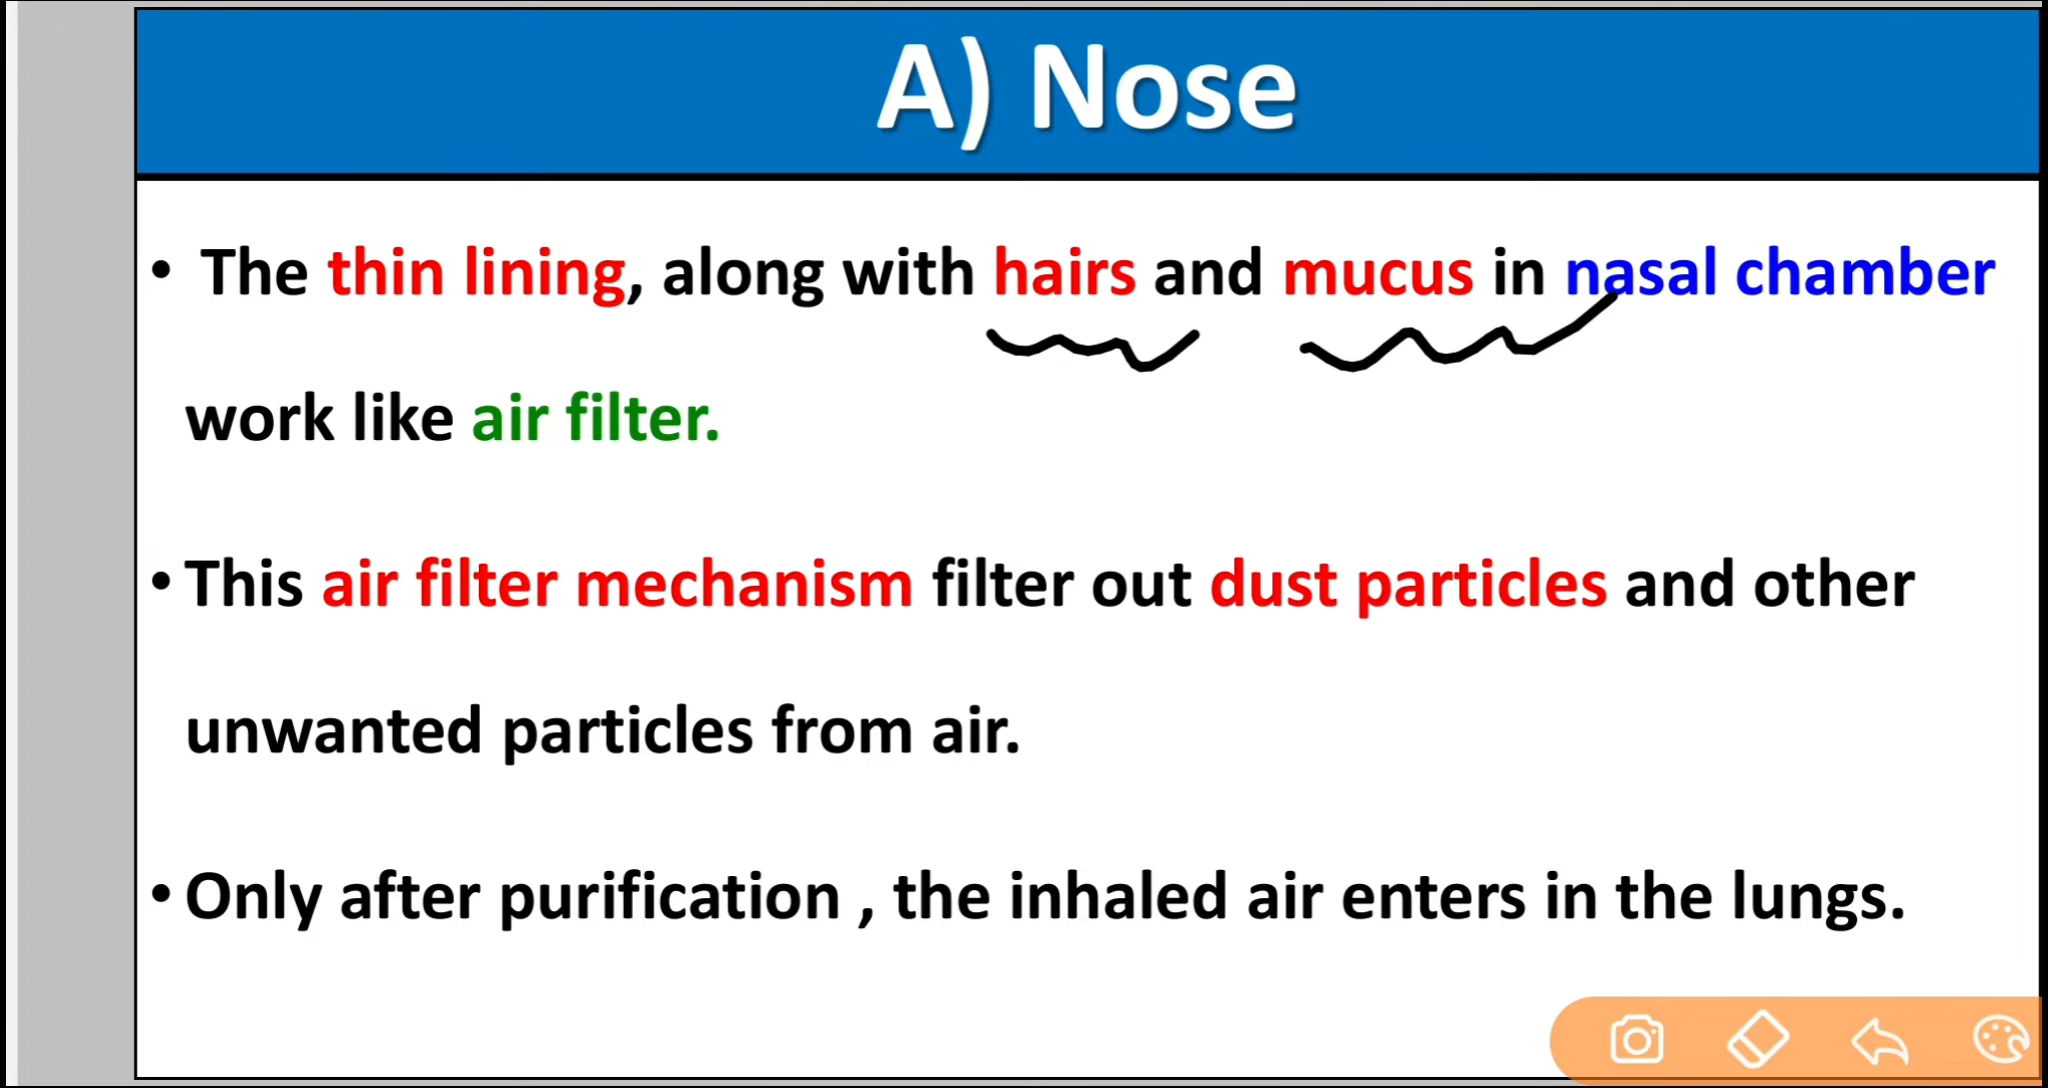 A) Nose
• The thin lining, along with hairs and mucus in nasal chamber
work like air filter.
• This air filter mechanism filter out dust particles and other
unwanted particles from air.
• Only after purification , the inhaled air enters in the lungs.